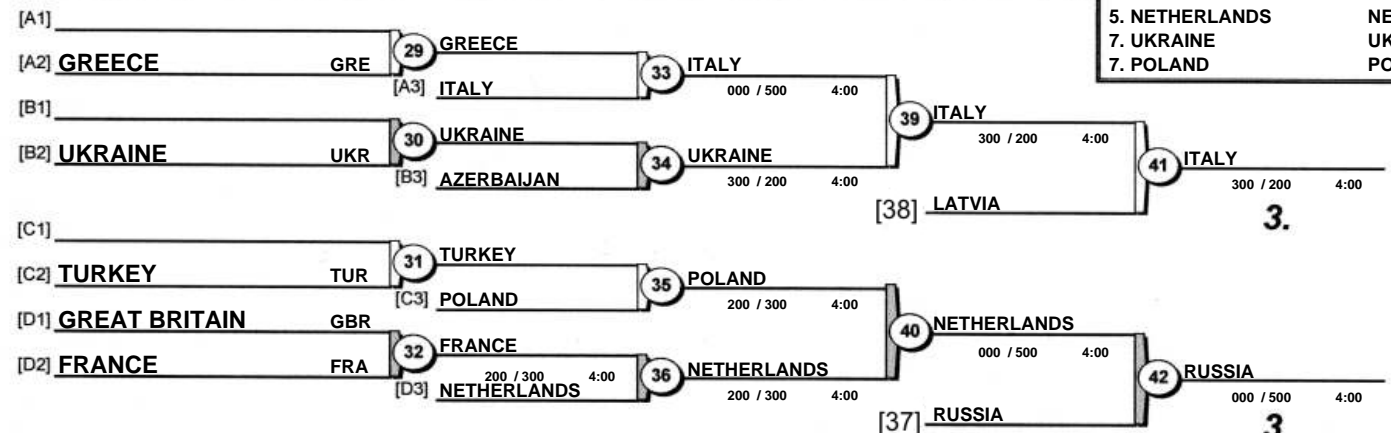 5. NETHERLANDS NE
7. UKRAINE UK
7. POLAND PO
[A1]
[A2] GREECE GRE
29
GREECE
[A3] ITALY
33
ITALY
000 / 500 4:00
[B1]
[B2] UKRAINE UKR
30
UKRAINE
[B3] AZERBAIJAN
34
UKRAINE
300 / 200 4:00
39
ITALY
300 / 200 4:00
[38] LATVIA
41
ITALY
300 / 200 4:00
3.
[C1]
[C2] TURKEY TUR
31
TURKEY
[C3] POLAND
35
POLAND
200 / 300 4:00
[D1] GREAT BRITAIN GBR
[D2] FRANCE FRA
32
FRANCE
200 / 300 4:00
[D3] NETHERLANDS
36
NETHERLANDS
200 / 300 4:00
40
NETHERLANDS
000 / 500 4:00
[37] RUSSIA
42
RUSSIA
000 / 500 4:00
3